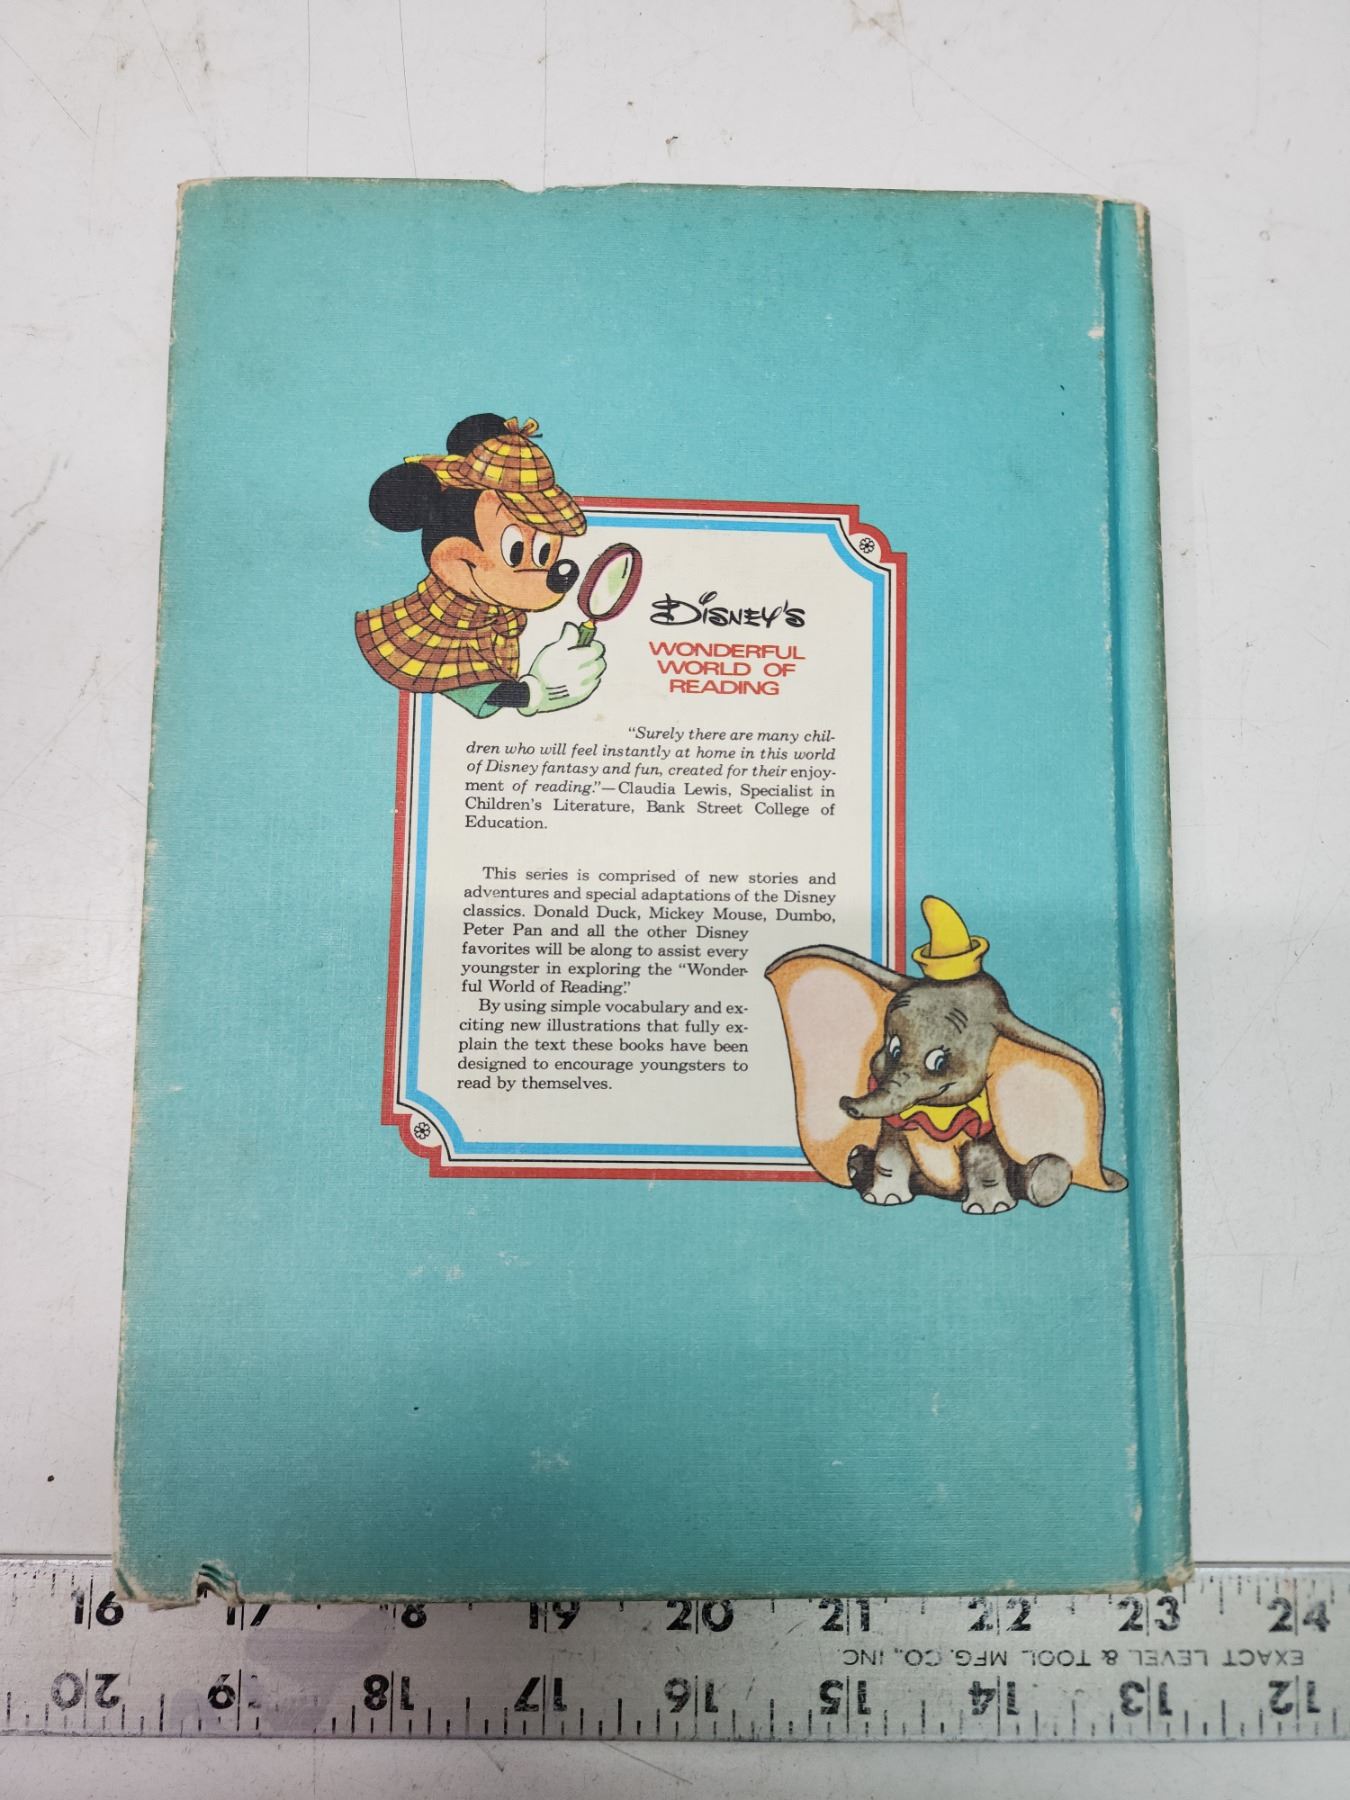 DISNEY'S
WONDERFUL
WORLD OF
READING
"Surely there are many chil-
dren who will feel instantly at home in this world
of Disney fantasy and fun, created for their enjoy-
ment of reading."—Claudia Lewis, Specialist in
Children's Literature, Bank Street College of
Education.
This series is comprised of new stories and
adventures and special adaptations of the Disney
classics. Donald Duck, Mickey Mouse, Dumbo,
Peter Pan and all the other Disney
favorites will be along to assist every
youngster in exploring the "Wonder-
ful World of Reading."
By using simple vocabulary and ex-
citing new illustrations that fully ex-
plain the text these books have been
designed to encourage youngsters to
read by themselves.
16 17 18 19 20 21 22 23 24
EXACT LEVEL & TOOL MFG. CO., INC.
20 19 18 17 16 15 14 13 12